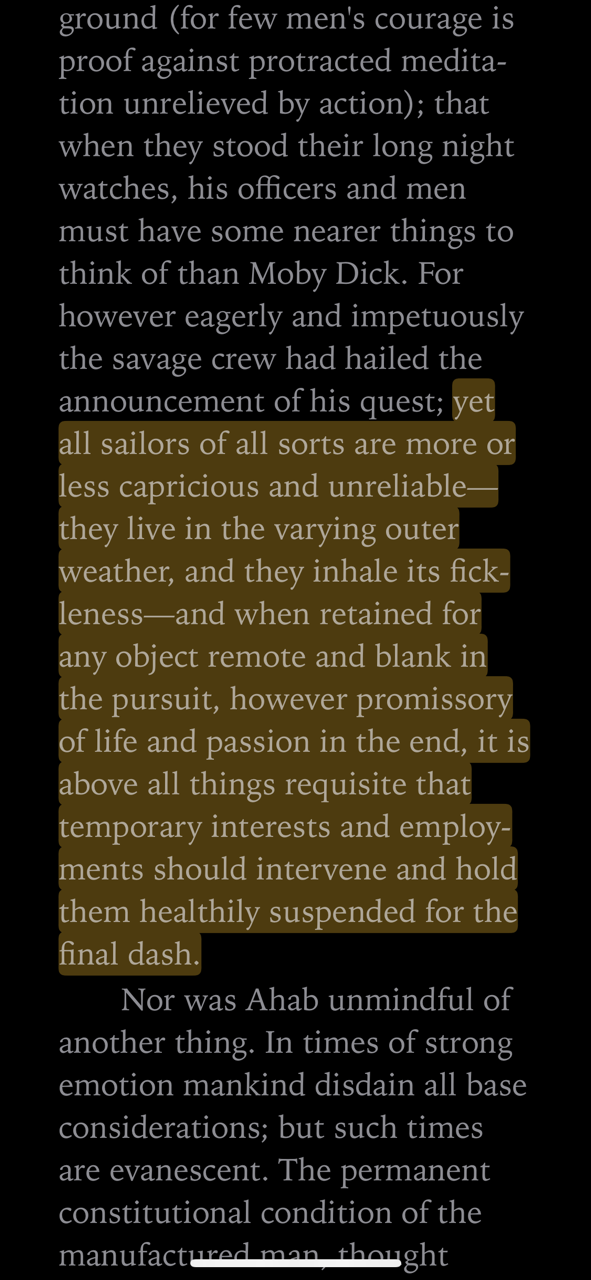 ground (for few men's courage is
proof against protracted medita-
tion unrelieved by action); that
when they stood their long night
watches, his officers and men
must have some nearer things to
think of than Moby Dick. For
however eagerly and impetuously
the savage crew had hailed the
announcement of his quest; yet
all sailors of all sorts are more or
less capricious and unreliable—
they live in the varying outer
weather, and they inhale its fick-
leness—and when retained for
any object remote and blank in
the pursuit, however promissory
of life and passion in the end, it is
above all things requisite that
temporary interests and employ-
ments should intervene and hold
them healthily suspended for the
final dash.
Nor was Ahab unmindful of
another thing. In times of strong
emotion mankind disdain all base
considerations; but such times
are evanescent. The permanent
constitutional condition of the
manufactured man, thought